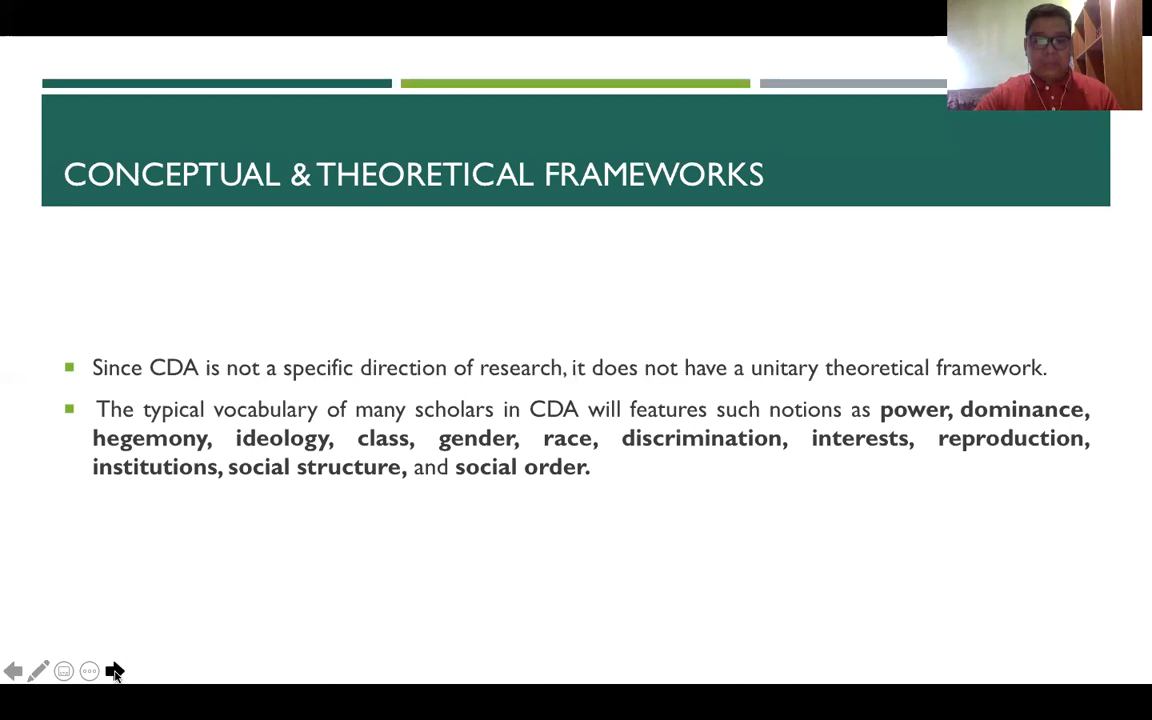 CONCEPTUAL & THEORETICAL FRAMEWORKS
Since CDA is not a specific direction of research, it does not have a unitary theoretical framework.
The typical vocabulary of many scholars in CDA will features such notions as power, dominance,
hegemony, ideology, class, gender, race, discrimination, interests, reproduction,
institutions, social structure, and social order.